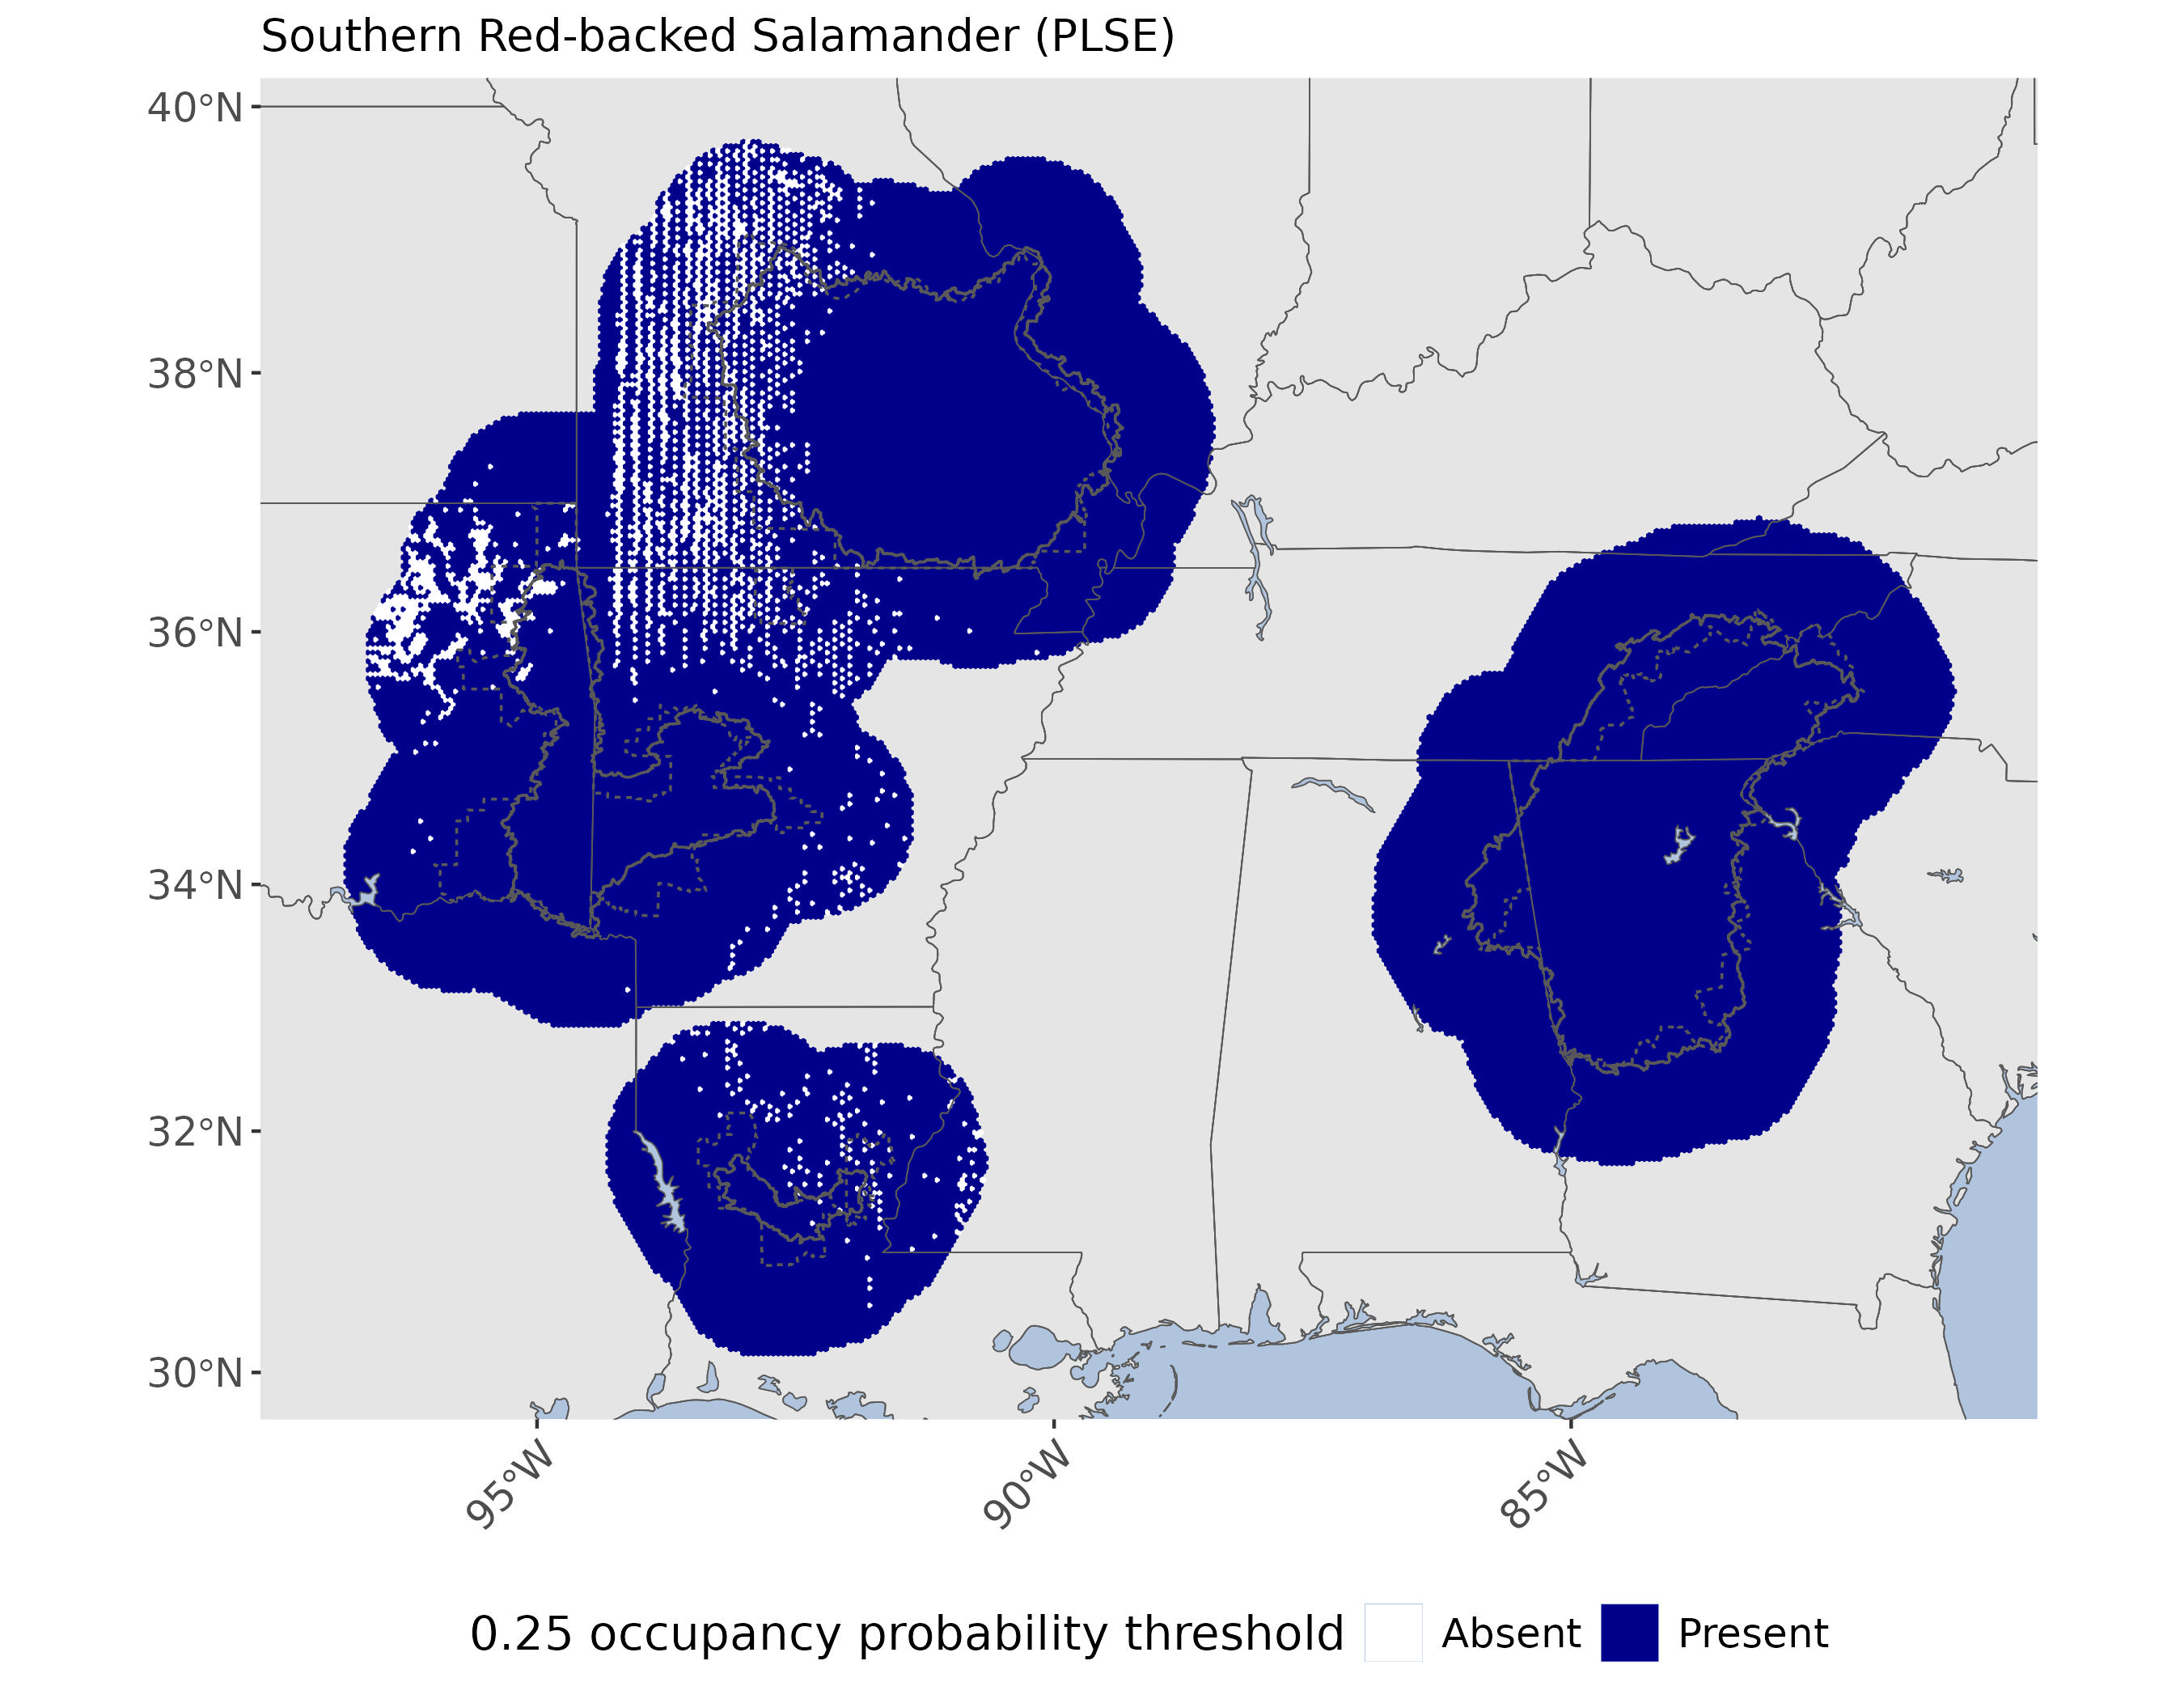 Southern Red-backed Salamander (PLSE)
40°N
38°N
36°N
34°N
32°N
30°N
95°W
90°W
85°W
0.25 occupancy probability threshold Absent Present